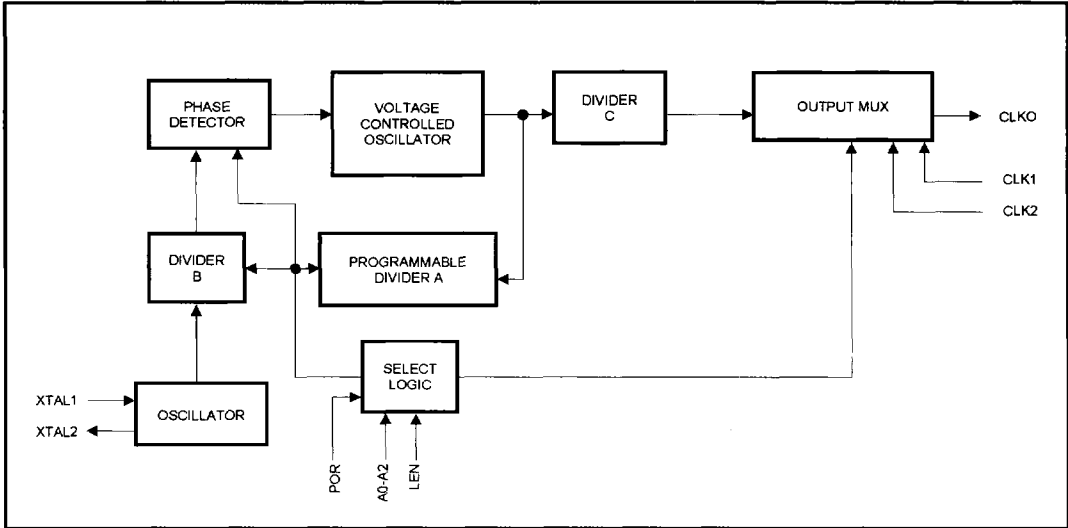 PHASE
DETECTOR
VOLTAGE
CONTROLLED
OSCILLATOR
DIVIDER
C
OUTPUT MUX
CLKO
CLK1
CLK2
DIVIDER
B
PROGRAMMABLE
DIVIDER A
SELECT
LOGIC
XTAL1
XTAL2
OSCILLATOR
POR
A0-A2
LEN